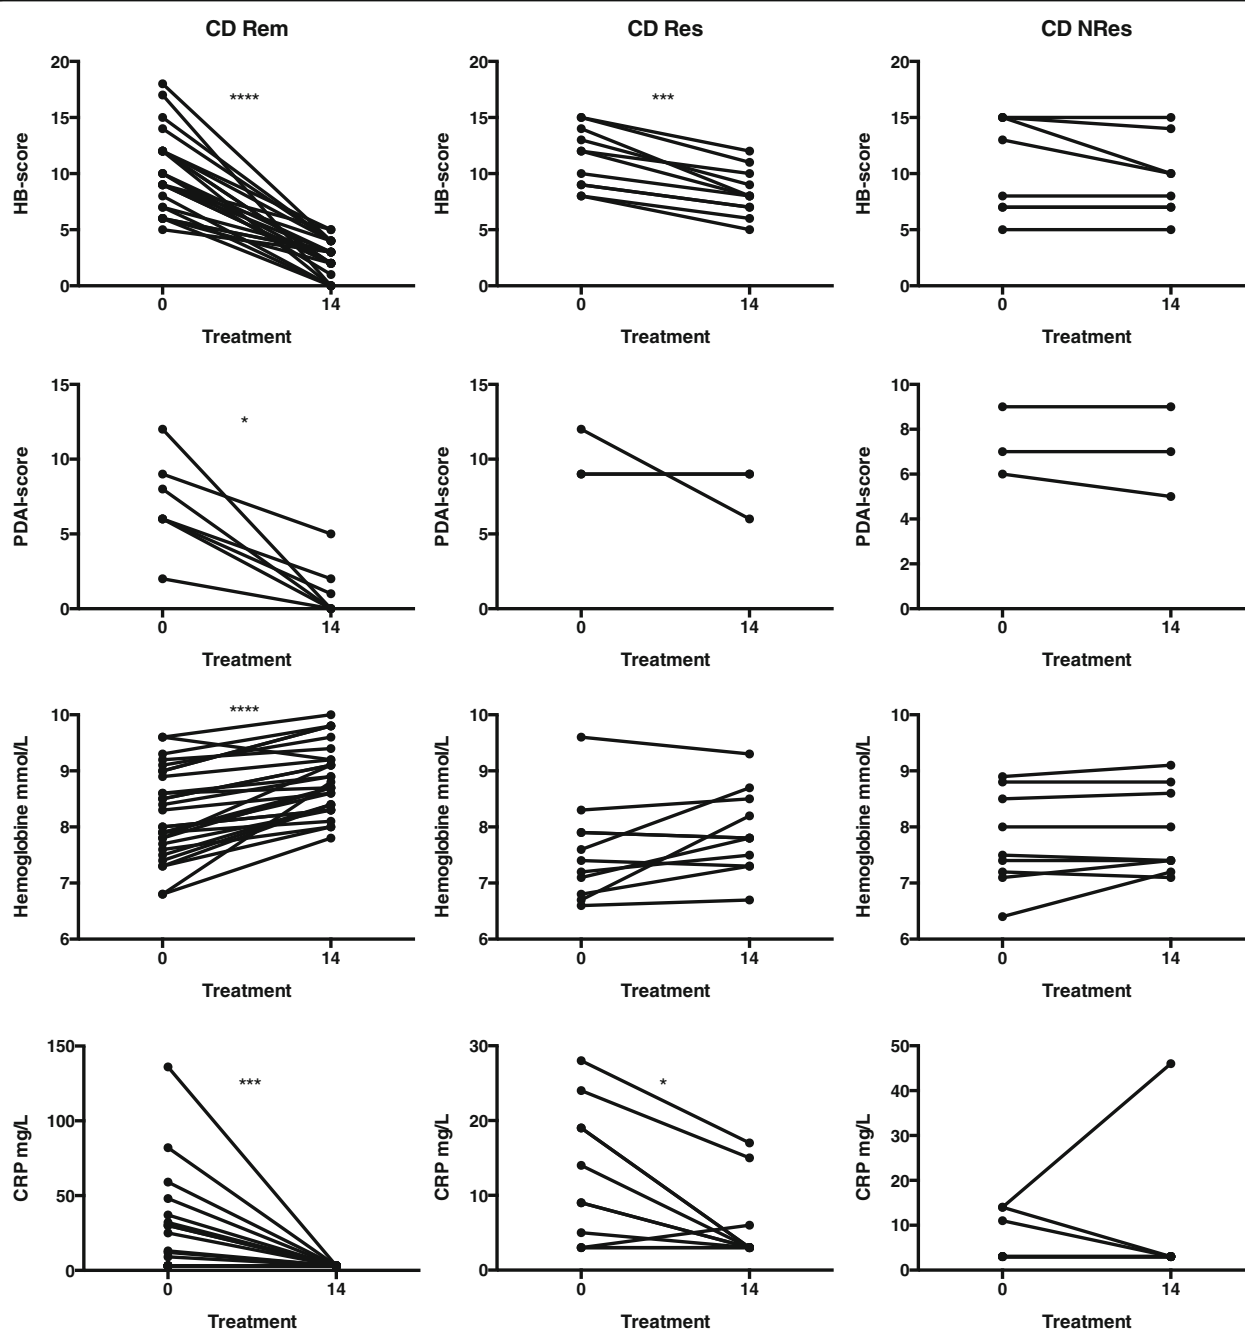 CD Rem
CD Res
CD NRes
HB-score
20
15
10
5
0
****
0 14
Treatment
HB-score
20
15
10
5
0
***
0 14
Treatment
HB-score
20
15
10
5
0
0 14
Treatment
PDAI-score
15
10
5
0
*
0 14
Treatment
PDAI-score
15
10
5
0
0 14
Treatment
PDAI-score
10
8
6
4
2
0
0 14
Treatment
Hemoglobine mmol/L
10
9
8
7
6
****
0 14
Treatment
Hemoglobine mmol/L
10
9
8
7
6
0 14
Treatment
Hemoglobine mmol/L
10
9
8
7
6
0 14
Treatment
CRP mg/L
150
100
50
0
***
0 14
Treatment
CRP mg/L
30
20
10
0
*
0 14
Treatment
CRP mg/L
50
40
30
20
10
0
0 14
Treatment